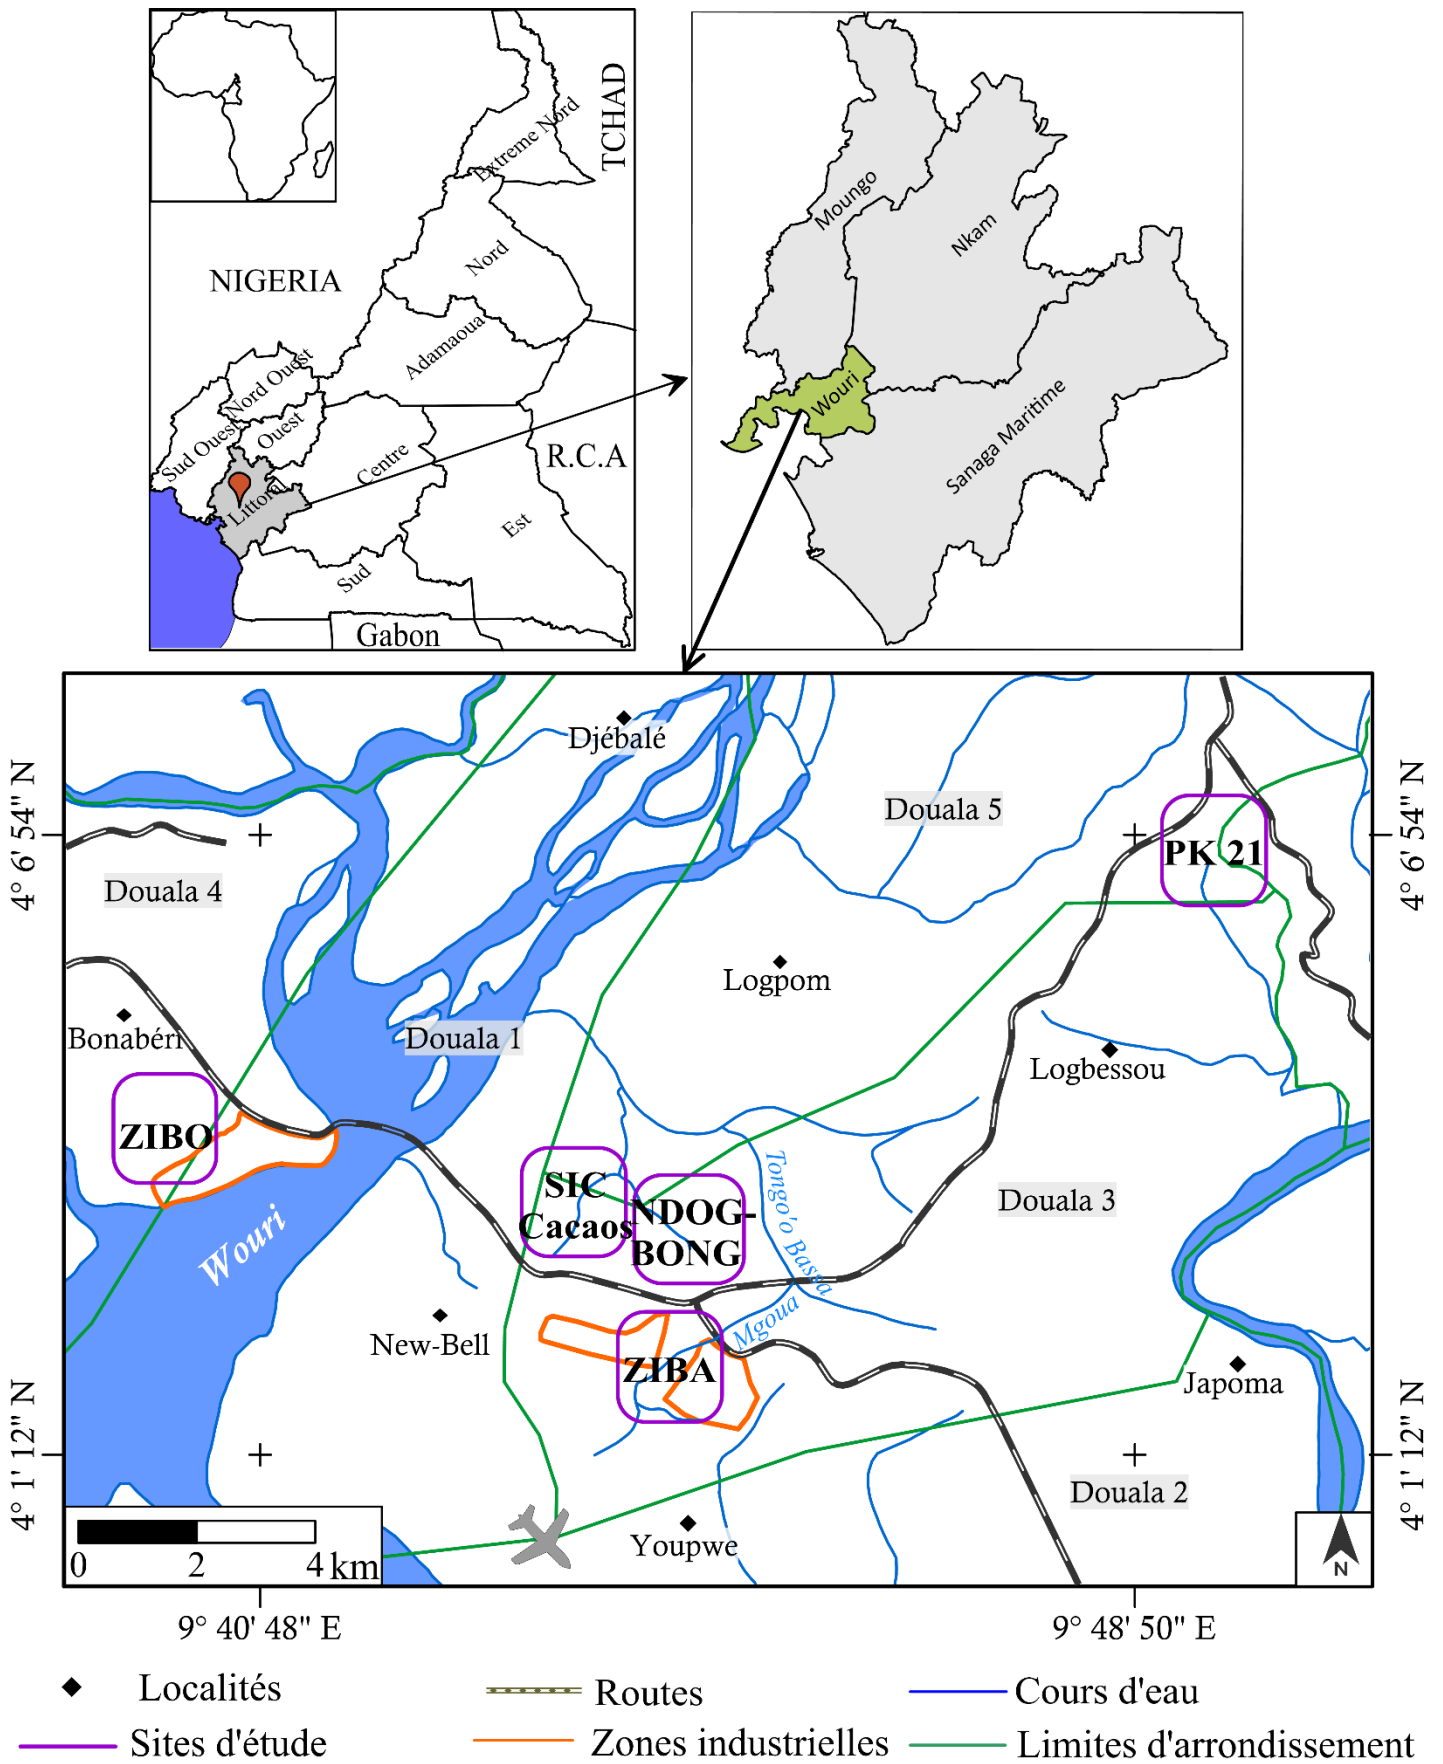 Extreme Nord
TCHAD
Nord
NIGERIA
Adamaoua
Nord Ouest
Ouest
Sud Ouest
Centre
R.C.A
Littoral
Est
Sud
Gabon
Moungo
Nkam
Wouri
Sanaga Maritime
Djébalé
Douala 5
4° 6' 54" N
4° 6' 54" N
PK 21
Douala 4
Logpom
Bonabéri
Douala 1
Logbessou
ZIBO
SIC
Cacaos
NDOG-
BONG
Tongo'o Bassa
Douala 3
Wouri
Mgoua
New-Bell
ZIBA
Japoma
4° 1' 12" N
4° 1' 12" N
Douala 2
Youpwe
0 2 4 km
N
9° 40' 48" E
9° 48' 50" E
Localités
Routes
Cours d'eau
Sites d'étude
Zones industrielles
Limites d'arrondissement